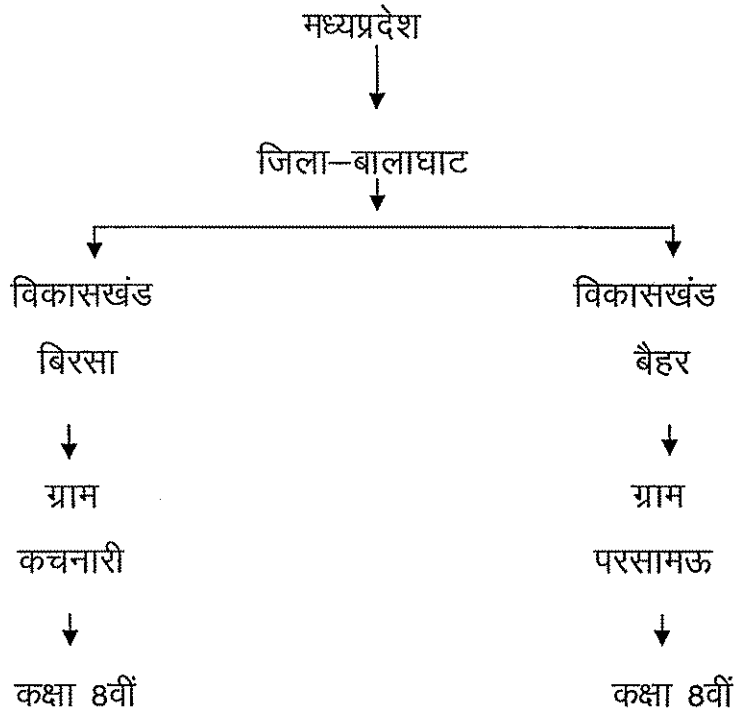 मध्यप्रदेश
जिला–बालाघाट
विकासखंड
बिरसा
ग्राम
कचनारी
कक्षा 8वीं
विकासखंड
बैहर
ग्राम
परसामऊ
कक्षा 8वीं